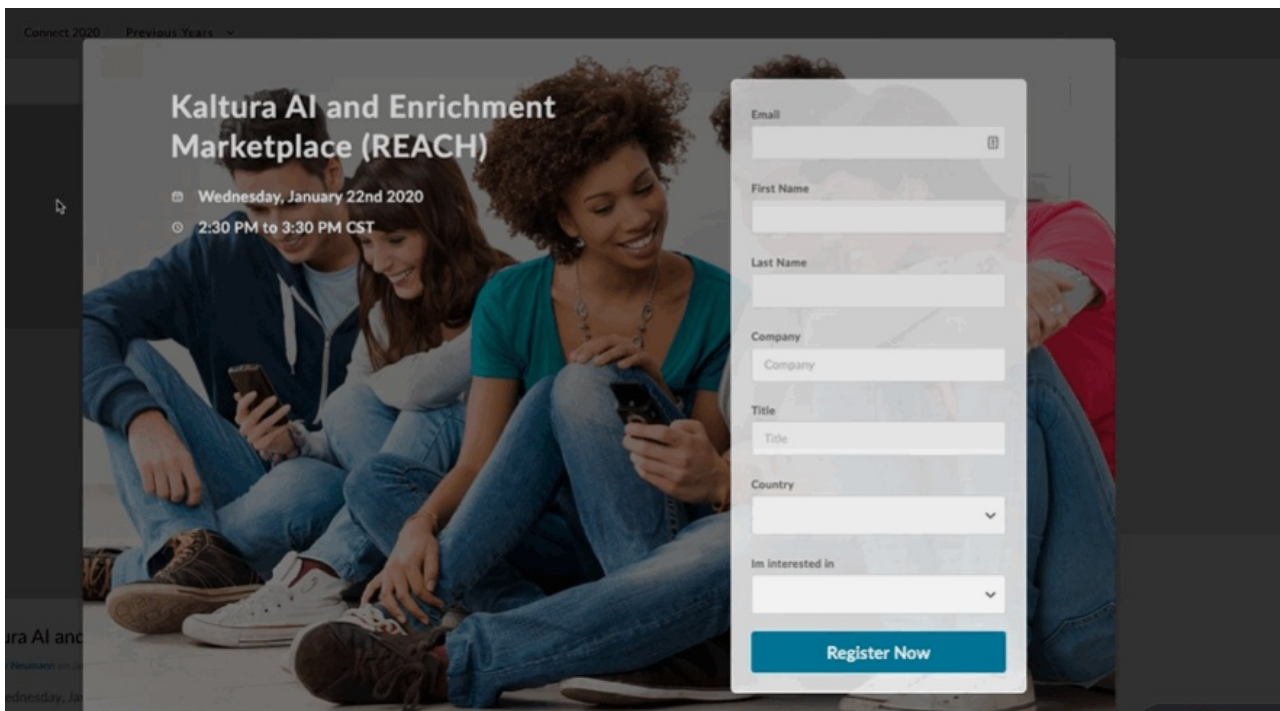 Connect 2020 Previous Years
Kaltura AI and Enrichment
Marketplace (REACH)
Wednesday, January 22nd 2020
2:30 PM to 3:30 PM CST
Email
First Name
Last Name
Company
Company
Title
Title
Country
Im interested in
Register Now
ura AI and
Neumann
ednesday, Ja